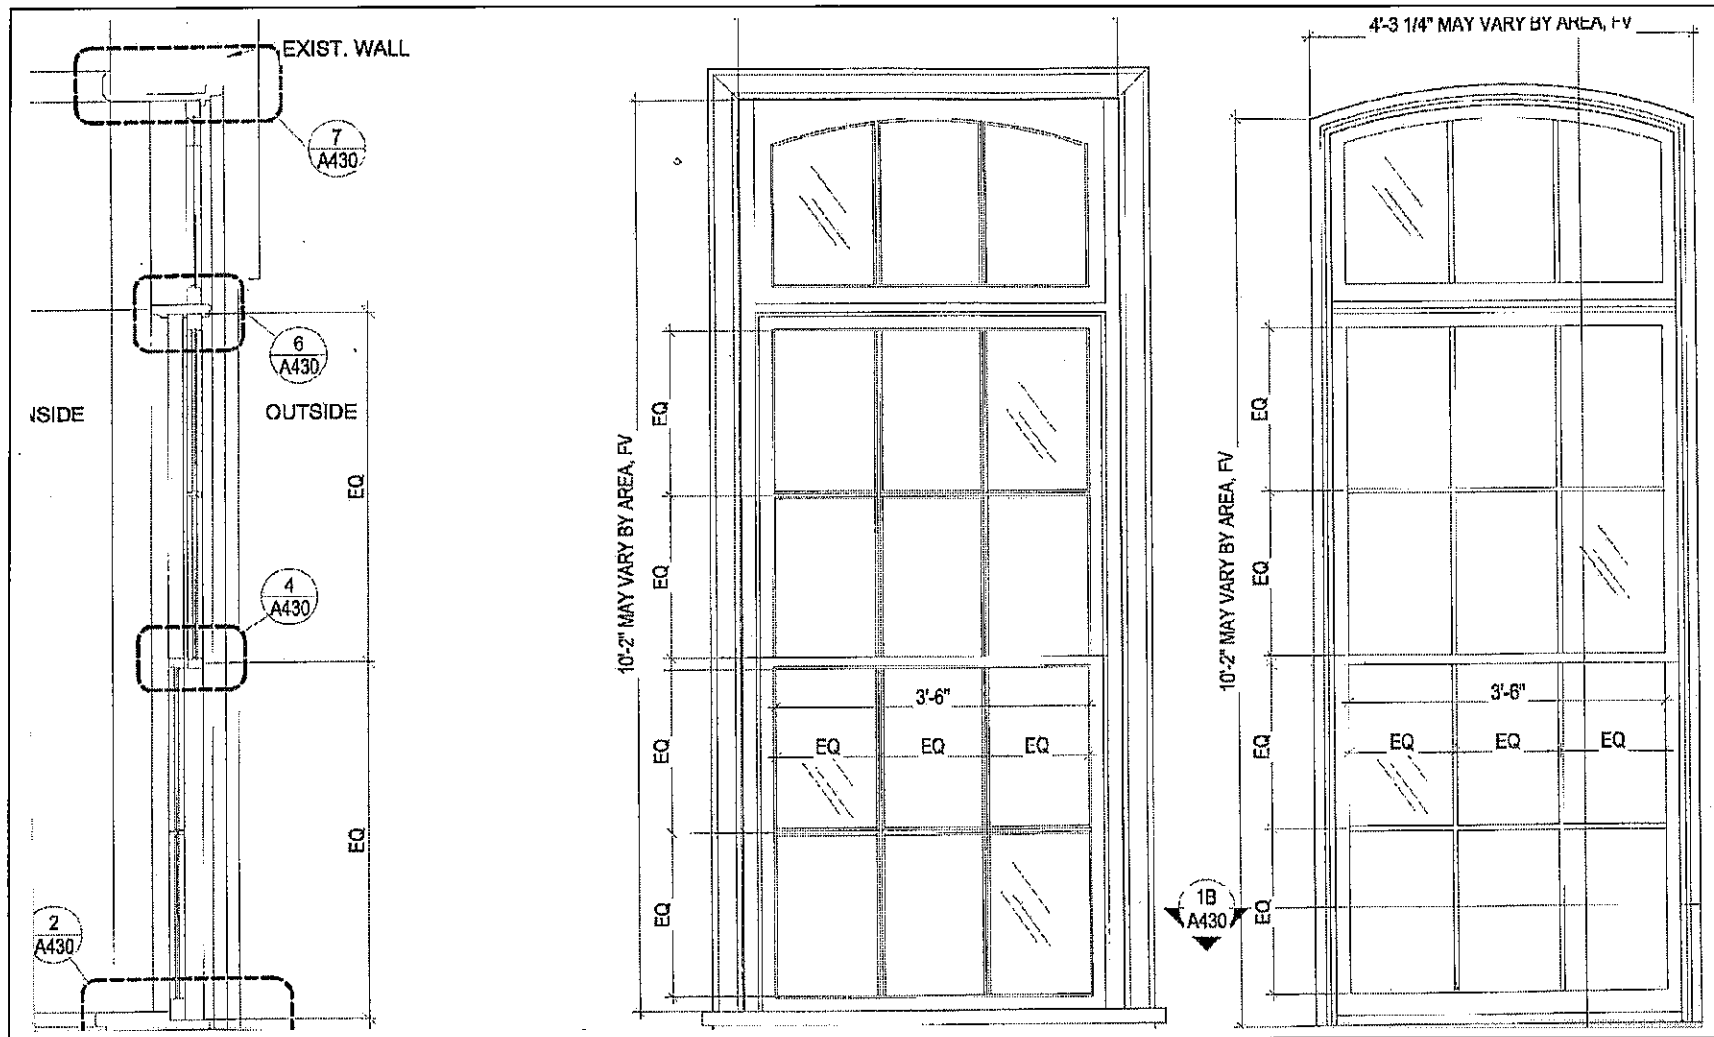 EXIST. WALL
7
A430
6
A430
NSIDE
OUTSIDE
EQ
4
A430
EQ
2
A430
10'-2" MAY VARY BY AREA, FV
EQ
EQ
EQ
EQ
3'-6"
EQ EQ EQ
1B
A430
4'-3 1/4" MAY VARY BY AREA, FV
10'-2" MAY VARY BY AREA, FV
EQ
EQ
EQ
EQ
3'-6"
EQ EQ EQ